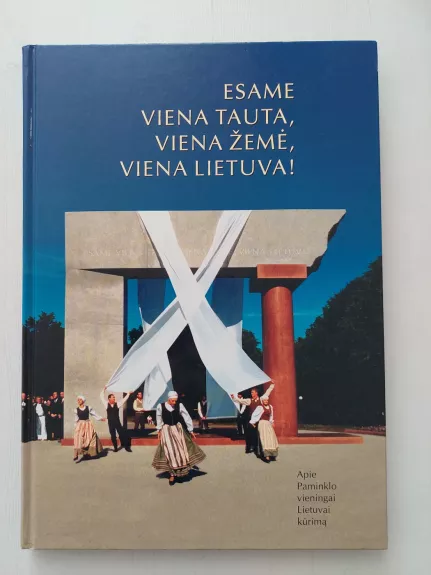 ESAME
VIENA TAUTA,
VIENA ŽEMĖ,
VIENA LIETUVA!
Apie
Paminklo
vieningai
Lietuvai
kūrimą